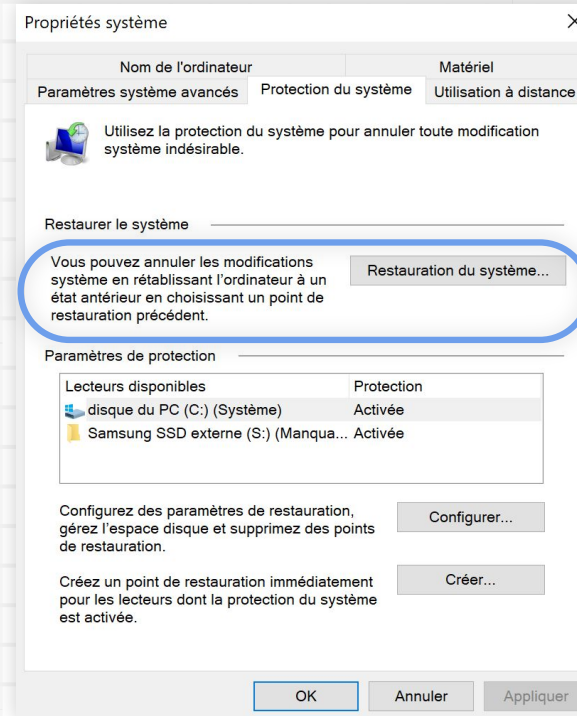 Propriétés système
Nom de l'ordinateur
Matériel
Paramètres système avancés
Protection du système
Utilisation à distance
Utilisez la protection du système pour annuler toute modification
système indésirable.
Restaurer le système
Vous pouvez annuler les modifications
système en rétablissant l'ordinateur à un
état antérieur en choisissant un point de
restauration précédent.
Restauration du système...
Paramètres de protection
Lecteurs disponibles
Protection
disque du PC (C:) (Système)
Activée
Samsung SSD externe (S:) (Manqua...
Activée
Configurez des paramètres de restauration,
gérez l'espace disque et supprimez des points
de restauration.
Configurer...
Créez un point de restauration immédiatement
pour les lecteurs dont la protection du système
est activée.
Créer...
OK
Annuler
Appliquer